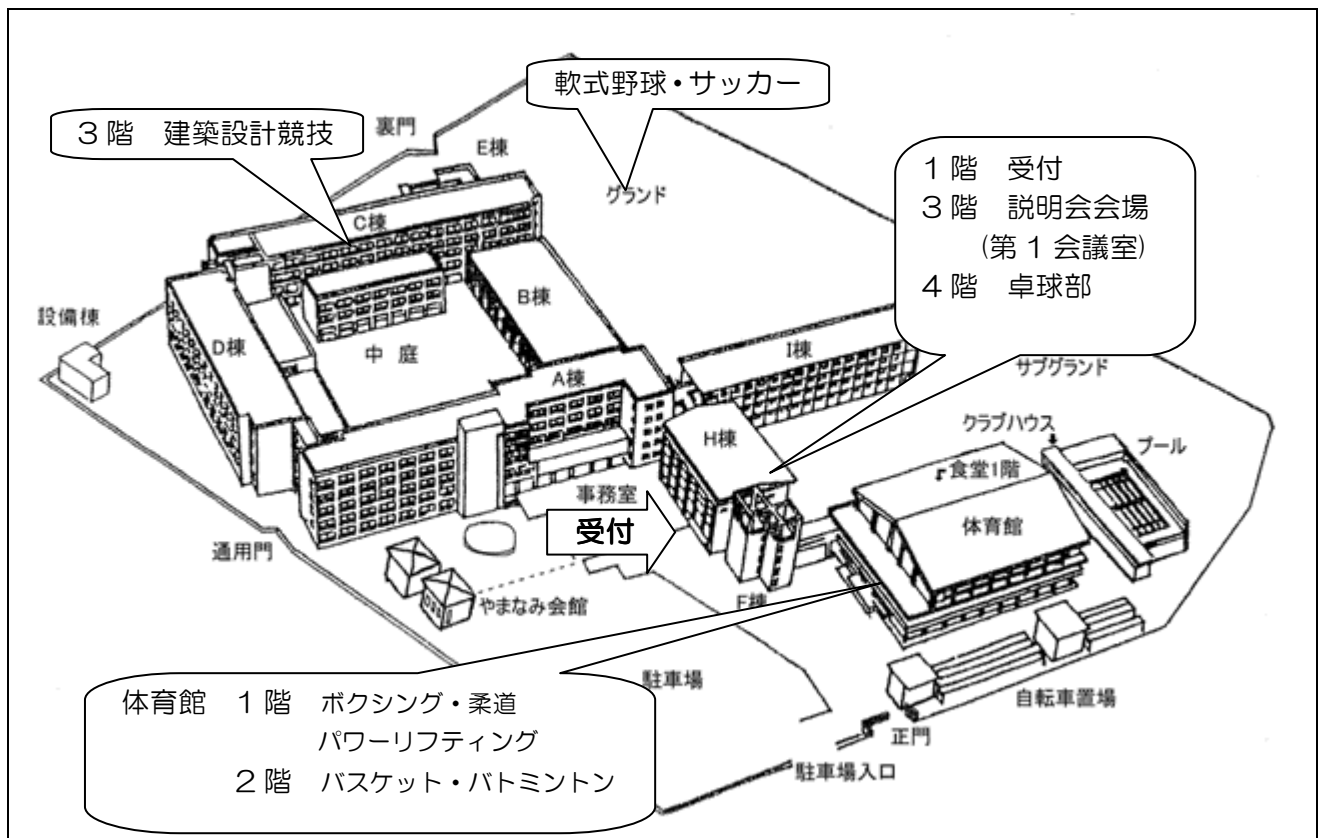 軟式野球・サッカー
3階 建築設計競技
裏門
E棟
グランド
1階 受付
3階 説明会会場
(第1会議室)
4階 卓球部
C棟
B棟
設備棟
D棟
中庭
I棟
A棟
サブグランド
H棟
クラブハウス
プール
食堂1階
事務室
受付
体育館
通用門
F棟
やまなみ会館
体育館 1階 ボクシング・柔道
パワーリフティング
2階 バスケット・バトミントン
駐車場
自転車置場
正門
駐車場入口